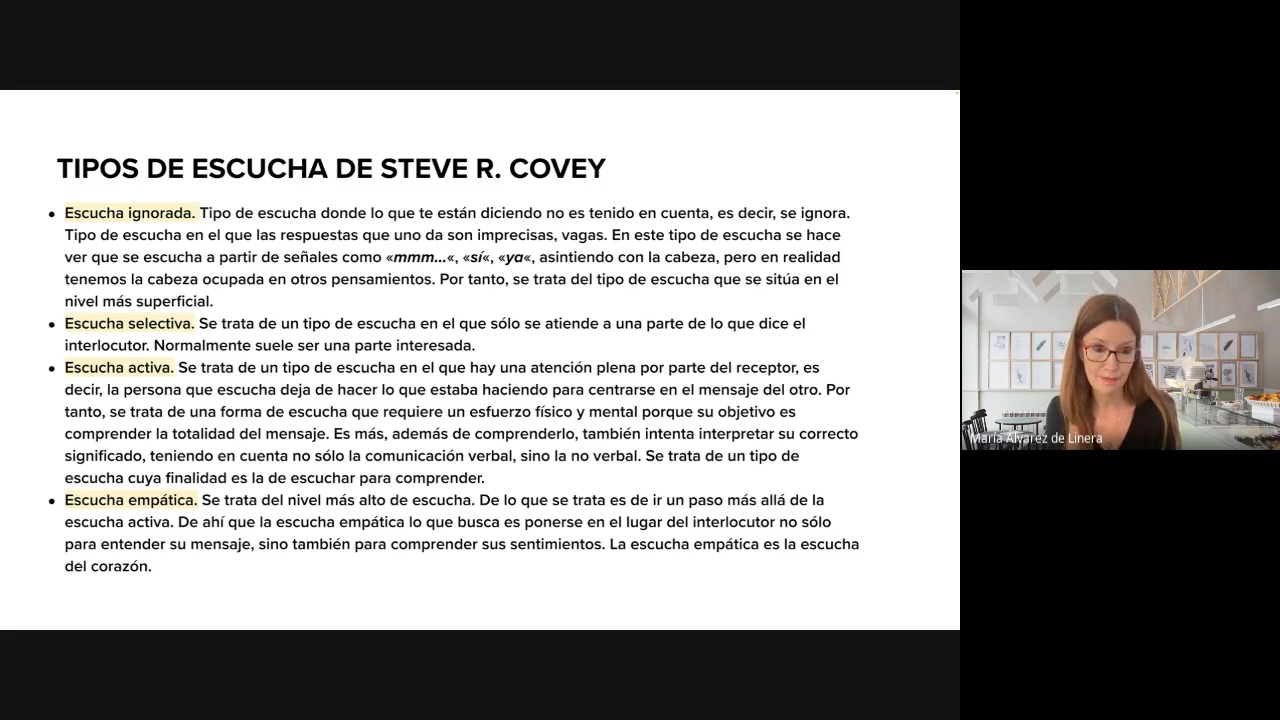 TIPOS DE ESCUCHA DE STEVE R. COVEY
• Escucha ignorada. Tipo de escucha donde lo que te están diciendo no es tenido en cuenta, es decir, se ignora.
Tipo de escucha en el que las respuestas que uno da son imprecisas, vagas. En este tipo de escucha se hace
ver que se escucha a partir de señales como «mmm...«, «sí«, «ya«, asintiendo con la cabeza, pero en realidad
tenemos la cabeza ocupada en otros pensamientos. Por tanto, se trata del tipo de escucha que se sitúa en el
nivel más superficial.
• Escucha selectiva. Se trata de un tipo de escucha en el que sólo se atiende a una parte de lo que dice el
interlocutor. Normalmente suele ser una parte interesada.
• Escucha activa. Se trata de un tipo de escucha en el que hay una atención plena por parte del receptor, es
decir, la persona que escucha deja de hacer lo que estaba haciendo para centrarse en el mensaje del otro. Por
tanto, se trata de una forma de escucha que requiere un esfuerzo físico y mental porque su objetivo es
comprender la totalidad del mensaje. Es más, además de comprenderlo, también intenta interpretar su correcto
significado, teniendo en cuenta no sólo la comunicación verbal, sino la no verbal. Se trata de un tipo de
escucha cuya finalidad es la de escuchar para comprender.
• Escucha empática. Se trata del nivel más alto de escucha. De lo que se trata es de ir un paso más allá de la
escucha activa. De ahí que la escucha empática lo que busca es ponerse en el lugar del interlocutor no sólo
para entender su mensaje, sino también para comprender sus sentimientos. La escucha empática es la escucha
del corazón.
María Álvarez de Linera